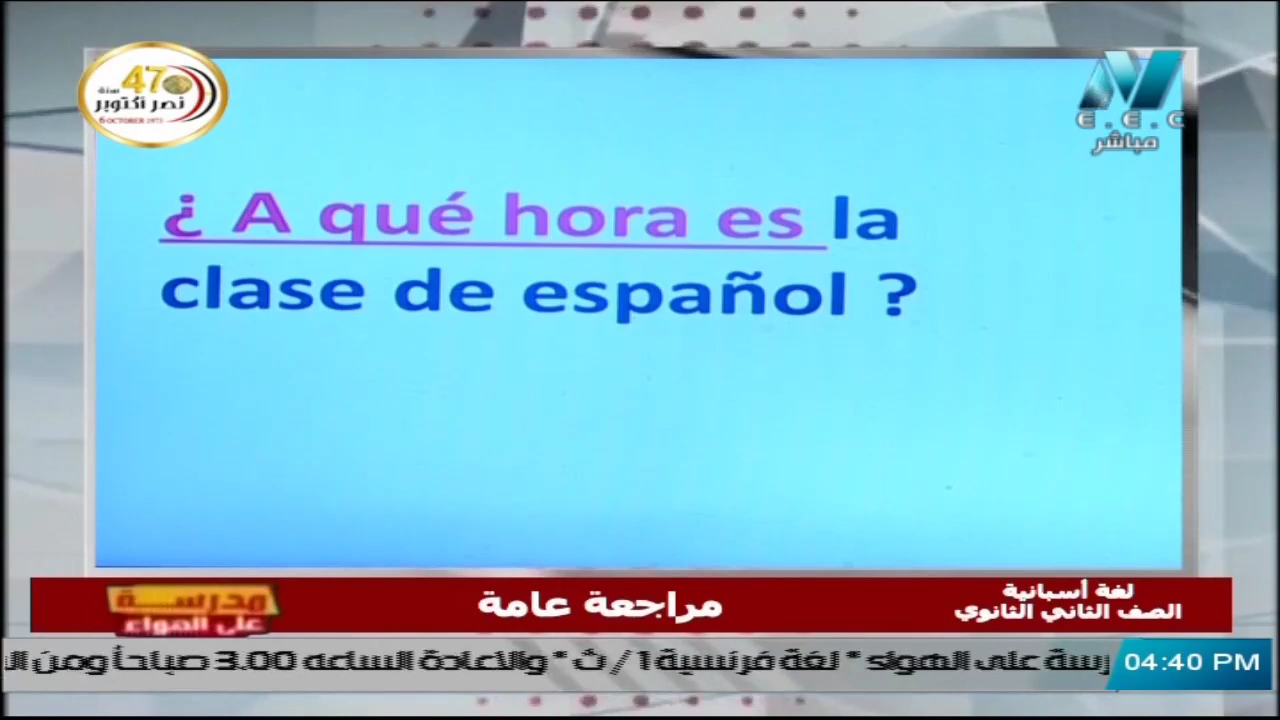 47 سنة
نصر أكتوبر
6 OCTOBER 1973
E.E.C
مباشر
¿ A qué hora es la
clase de español ?
مدرسة
على الهواء
مراجعة عامة
لغة أسبانية
الصف الثاني الثانوي
رسة على الهواء * لغة فرنسية 1 / ث * والاعادة الساعه 3.00 صباحاً ومن ال
04:40 PM